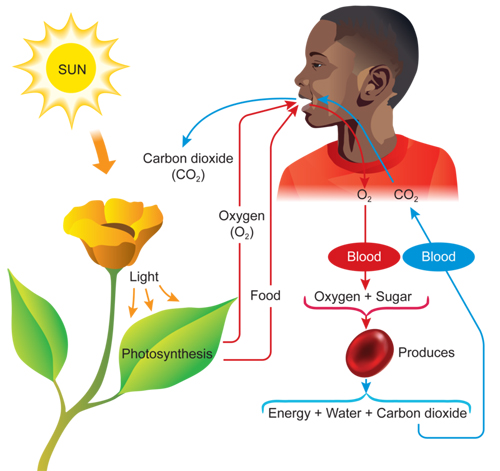 SUN
Carbon dioxide
(CO₂)
Oxygen
(O₂)
Light
Food
Photosynthesis
O₂
CO₂
Blood
Blood
Oxygen + Sugar
Produces
Energy + Water + Carbon dioxide